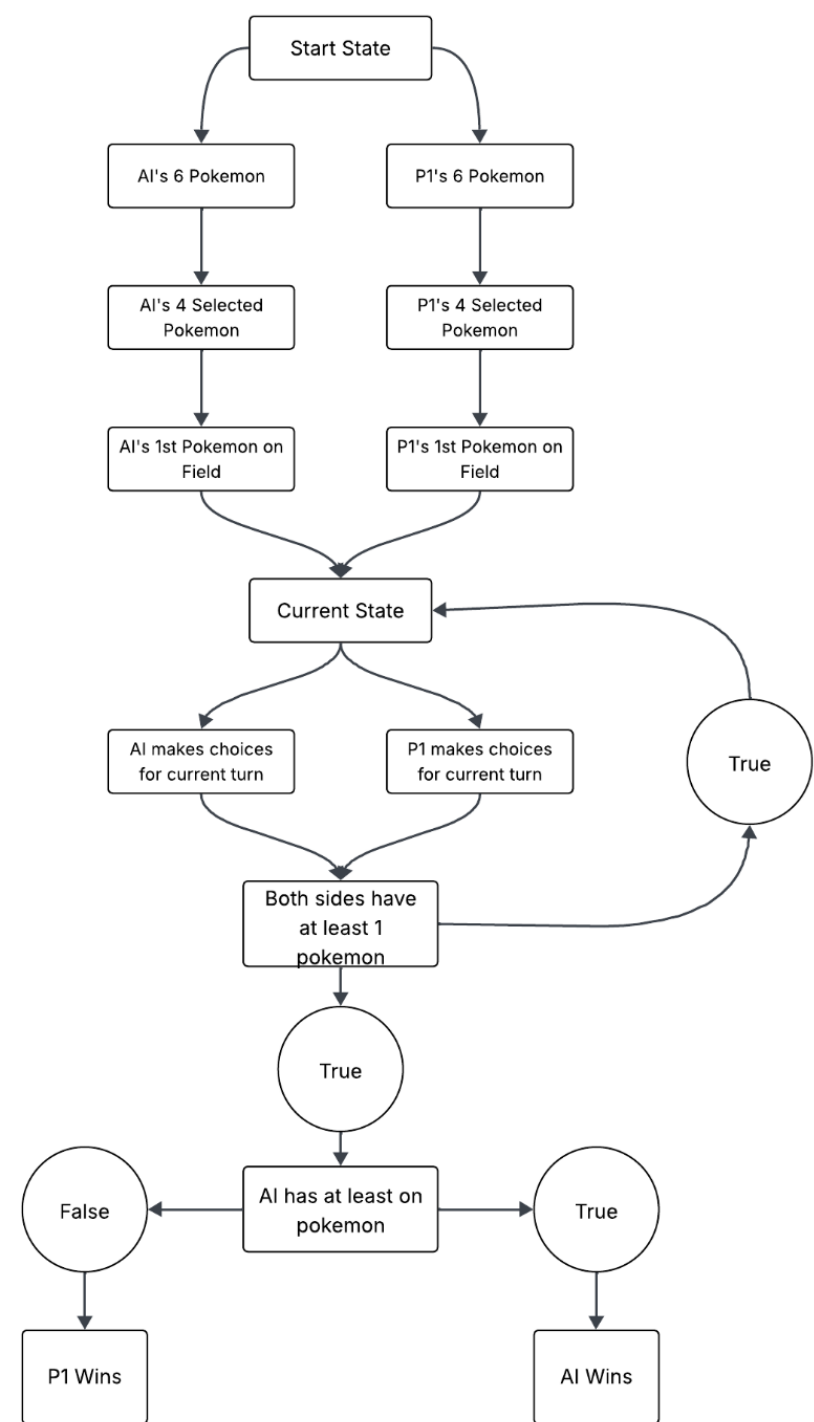 Start State
AI's 6 Pokemon
P1's 6 Pokemon
AI's 4 Selected
Pokemon
P1's 4 Selected
Pokemon
AI's 1st Pokemon on
Field
P1's 1st Pokemon on
Field
Current State
AI makes choices
for current turn
P1 makes choices
for current turn
True
Both sides have
at least 1
pokemon
True
AI has at least on
pokemon
False
True
P1 Wins
AI Wins